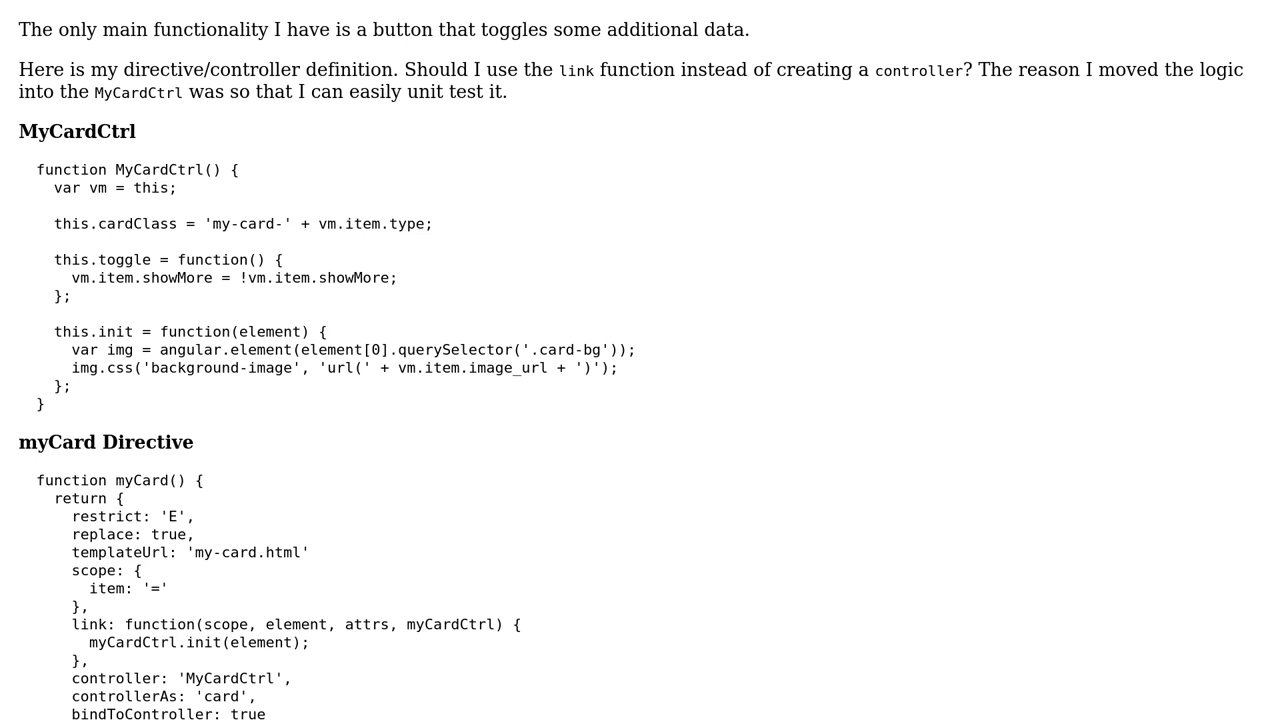 The only main functionality I have is a button that toggles some additional data.
Here is my directive/controller definition. Should I use the link function instead of creating a controller? The reason I moved the logic
into the MyCardCtrl was so that I can easily unit test it.
MyCardCtrl
function MyCardCtrl() {
  var vm = this;

  this.cardClass = 'my-card-' + vm.item.type;

  this.toggle = function() {
    vm.item.showMore = !vm.item.showMore;
  };

  this.init = function(element) {
    var img = angular.element(element[0].querySelector('.card-bg'));
    img.css('background-image', 'url(' + vm.item.image_url + ')');
  };
}
myCard Directive
function myCard() {
  return {
    restrict: 'E',
    replace: true,
    templateUrl: 'my-card.html'
    scope: {
      item: '='
    },
    link: function(scope, element, attrs, myCardCtrl) {
      myCardCtrl.init(element);
    },
    controller: 'MyCardCtrl',
    controllerAs: 'card',
    bindToController: true